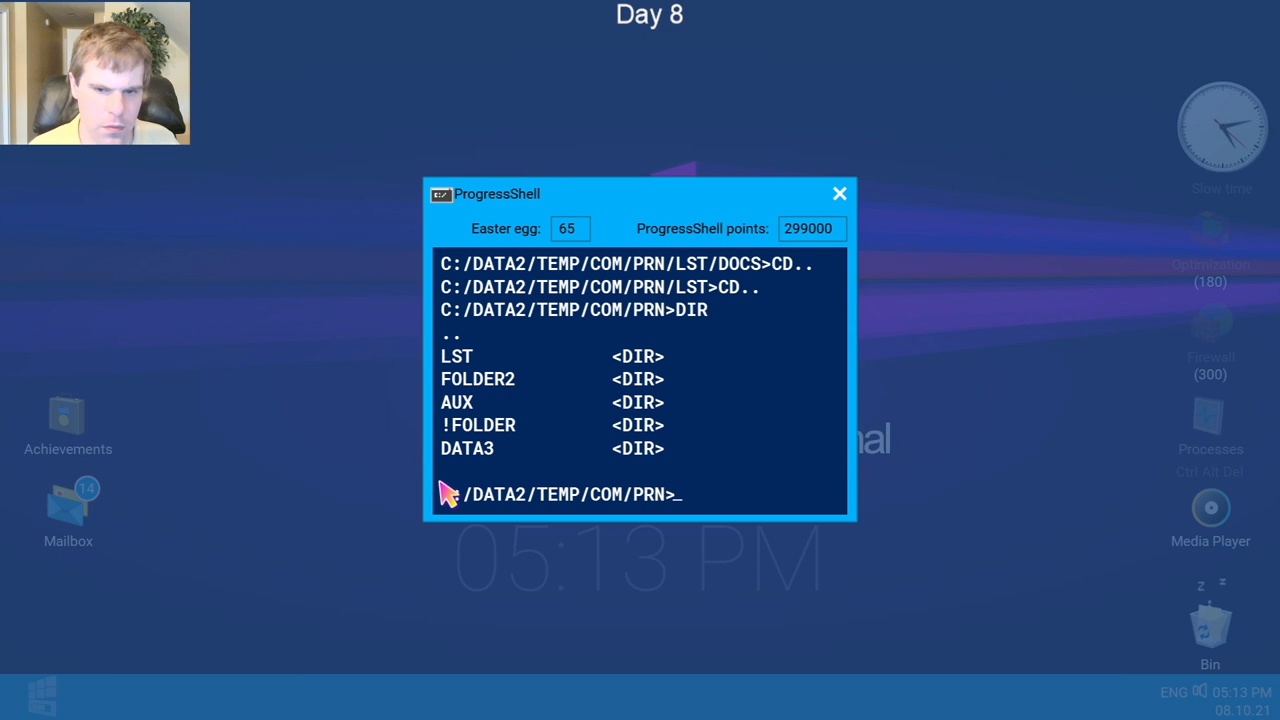 Day 8
ProgressShell
Easter egg: 65 ProgressShell points: 299000
C:/DATA2/TEMP/COM/PRN/LST/DOCS>CD..
C:/DATA2/TEMP/COM/PRN/LST>CD..
C:/DATA2/TEMP/COM/PRN>DIR
..
LST <DIR>
FOLDER2 <DIR>
AUX <DIR>
!FOLDER <DIR>
DATA3 <DIR>
:/DATA2/TEMP/COM/PRN>_
05:13 PM
Achievements
14
Mailbox
Slow time
Optimization
(180)
Firewall
(300)
Processes
Ctrl Alt Del
Media Player
z z
Bin
ENG 05:13 PM
08.10.21